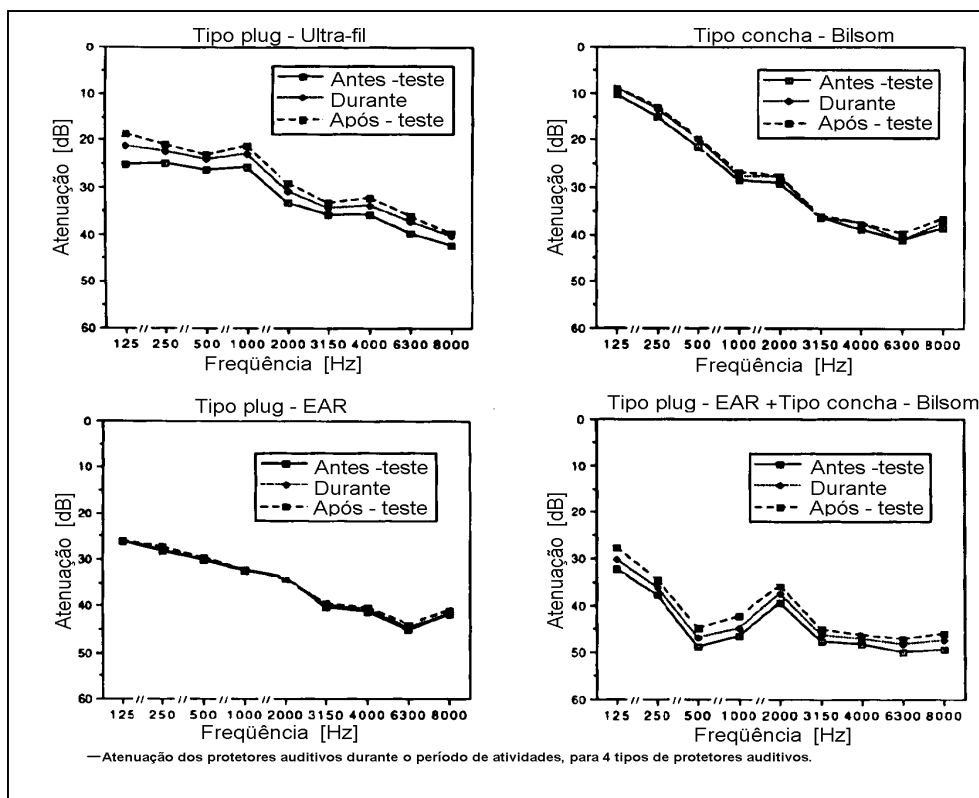 Tipo plug - Ultra-fil
Atenuação [dB]
0
10
20
30
40
50
60
Antes -teste
Durante
Após - teste
125 // 250 // 500 // 1000 // 2000 3150 4000 6300 8000
Freqüência [Hz]
Tipo concha - Bilsom
Atenuação [dB]
0
10
20
30
40
50
60
Antes -teste
Durante
Após - teste
125 // 250 // 500 // 1000 // 2000 3150 4000 6300 8000
Freqüência [Hz]
Tipo plug - EAR
Atenuação [dB]
0
10
20
30
40
50
60
Antes -teste
Durante
Após - teste
125 // 250 // 500 // 1000 // 2000 3150 4000 6300 8000
Freqüência [Hz]
Tipo plug - EAR +Tipo concha - Bilsom
Atenuação [dB]
0
10
20
30
40
50
60
Antes -teste
Durante
Após - teste
125 // 250 // 500 // 1000 // 2000 3150 4000 6300 8000
Freqüência [Hz]
—Atenuação dos protetores auditivos durante o período de atividades, para 4 tipos de protetores auditivos.